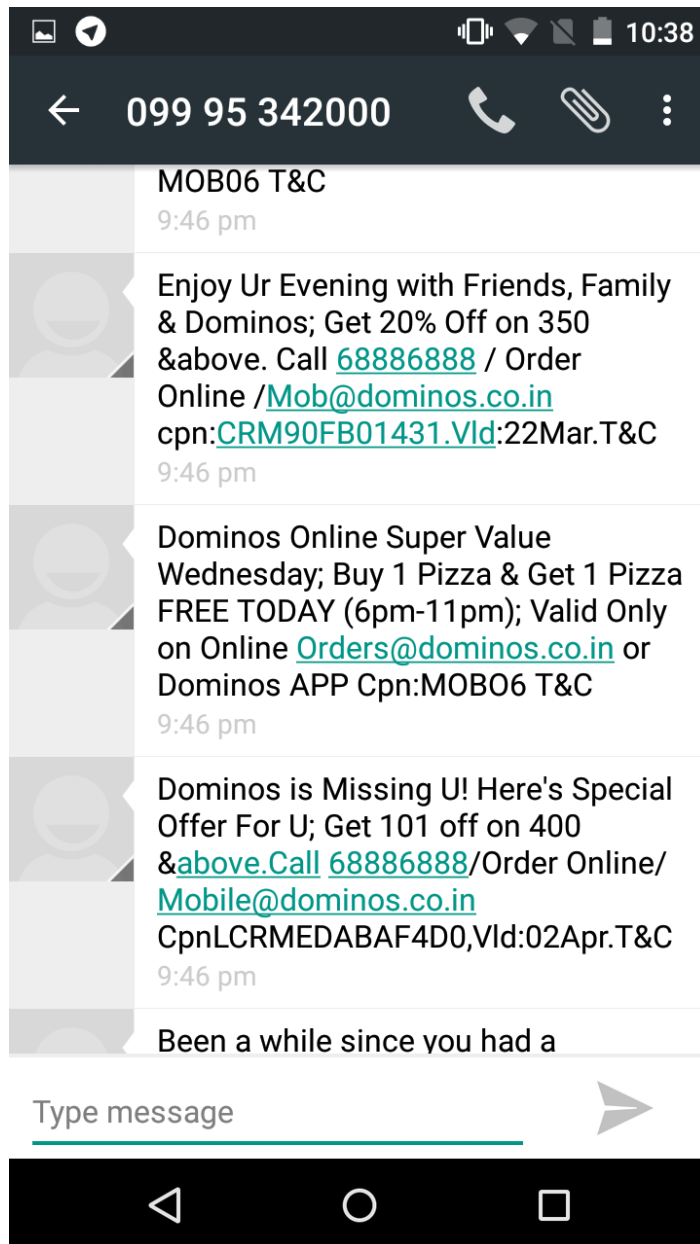 10:38
099 95 342000
MOB06 T&C
9:46 pm
Enjoy Ur Evening with Friends, Family
& Dominos; Get 20% Off on 350
&above. Call 68886888 / Order
Online /Mob@dominos.co.in
cpn:CRM90FB01431.Vld:22Mar.T&C
9:46 pm
Dominos Online Super Value
Wednesday; Buy 1 Pizza & Get 1 Pizza
FREE TODAY (6pm-11pm); Valid Only
on Online Orders@dominos.co.in or
Dominos APP Cpn:MOBO6 T&C
9:46 pm
Dominos is Missing U! Here's Special
Offer For U; Get 101 off on 400
&above.Call 68886888/Order Online/
Mobile@dominos.co.in
CpnLCRMEDABAF4D0,Vld:02Apr.T&C
9:46 pm
Been a while since you had a
Type message